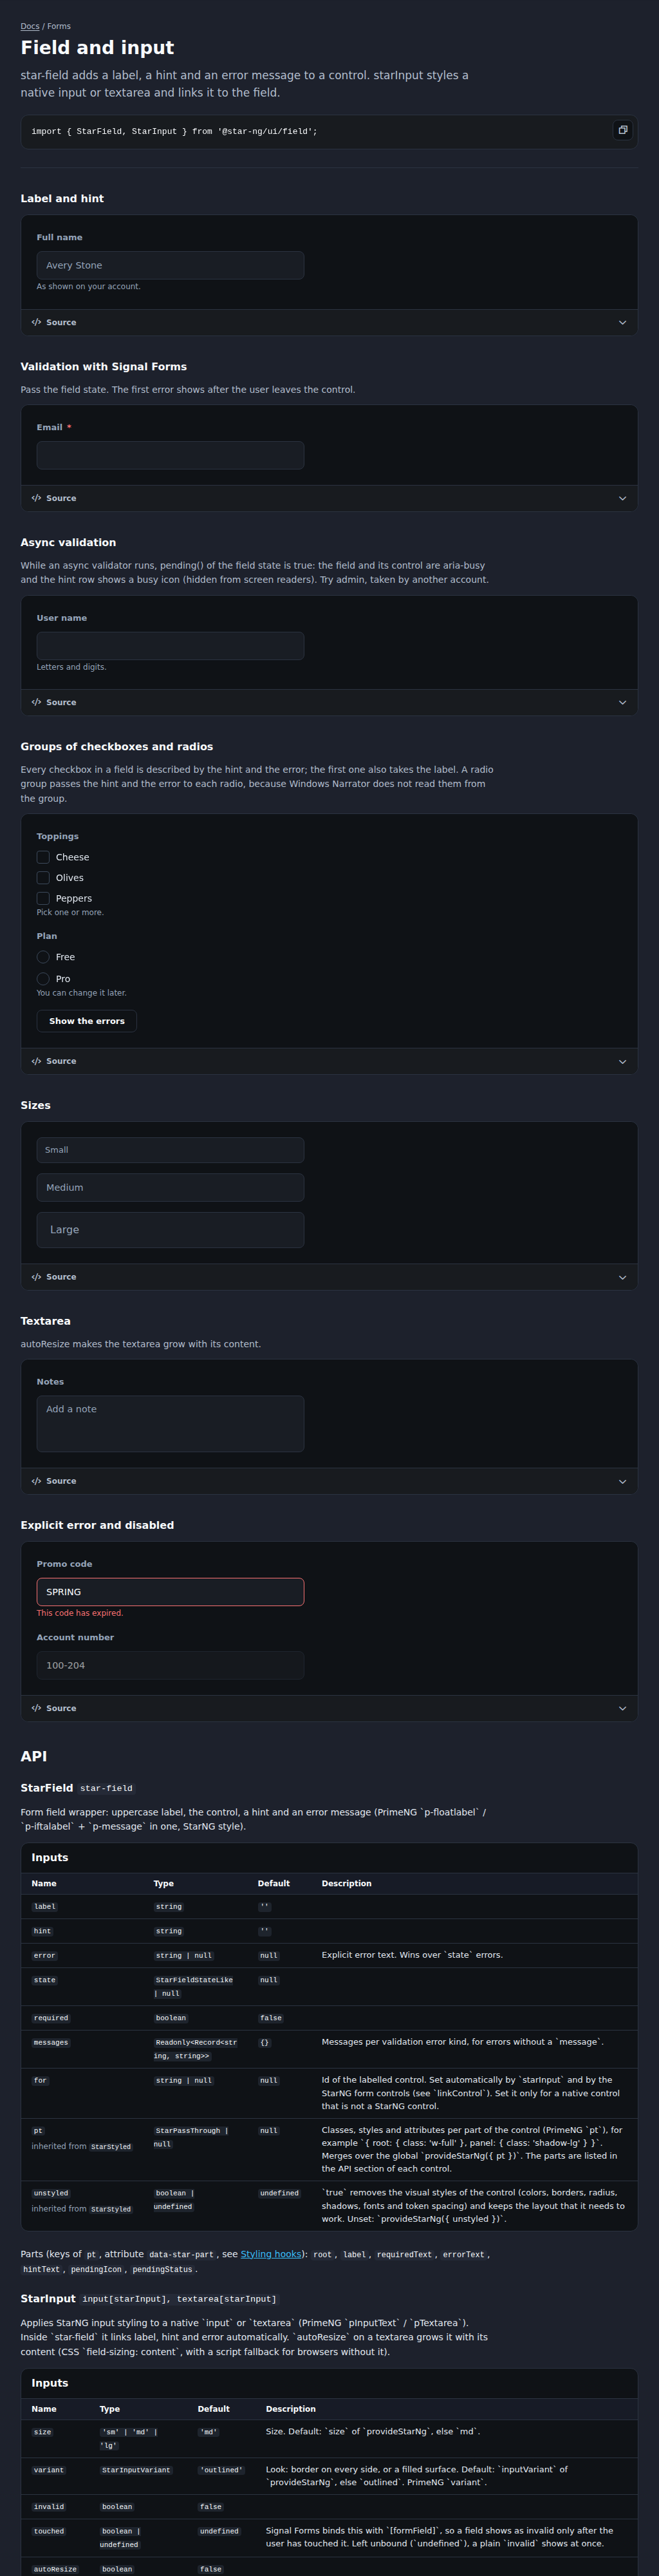 Docs / Forms
Field and input
star-field adds a label, a hint and an error message to a control. starInput styles a
native input or textarea and links it to the field.
import { StarField, StarInput } from '@star-ng/ui/field';
Label and hint
Full name
Avery Stone
As shown on your account.
</> Source
Validation with Signal Forms
Pass the field state. The first error shows after the user leaves the control.
Email *
</> Source
Async validation
While an async validator runs, pending() of the field state is true: the field and its control are aria-busy
and the hint row shows a busy icon (hidden from screen readers). Try admin, taken by another account.
User name
Letters and digits.
</> Source
Groups of checkboxes and radios
Every checkbox in a field is described by the hint and the error; the first one also takes the label. A radio
group passes the hint and the error to each radio, because Windows Narrator does not read them from
the group.
Toppings
Cheese
Olives
Peppers
Pick one or more.
Plan
Free
Pro
You can change it later.
Show the errors
</> Source
Sizes
Small
Medium
Large
</> Source
Textarea
autoResize makes the textarea grow with its content.
Notes
Add a note
</> Source
Explicit error and disabled
Promo code
SPRING
This code has expired.
Account number
100-204
</> Source
API
StarField star-field
Form field wrapper: uppercase label, the control, a hint and an error message (PrimeNG `p-floatlabel` /
`p-iftalabel` + `p-message` in one, StarNG style).
Inputs
Name Type Default Description
label string ''
hint string ''
error string | null null Explicit error text. Wins over `state` errors.
state StarFieldStateLike null
| null
required boolean false
messages Readonly<Record<str {} Messages per validation error kind, for errors without a `message`.
ing, string>>
for string | null null Id of the labelled control. Set automatically by `starInput` and by the
StarNG form controls (see `linkControl`). Set it only for a native control
that is not a StarNG control.
pt StarPassThrough | null Classes, styles and attributes per part of the control (PrimeNG `pt`), for
inherited from StarStyled null example `{ root: { class: 'w-full' }, panel: { class: 'shadow-lg' } }`.
Merges over the global `provideStarNg({ pt })`. The parts are listed in
the API section of each control.
unstyled boolean | undefined `true` removes the visual styles of the control (colors, borders, radius,
inherited from StarStyled undefined shadows, fonts and token spacing) and keeps the layout that it needs to
work. Unset: `provideStarNg({ unstyled })`.
Parts (keys of pt, attribute data-star-part, see Styling hooks): root, label, requiredText, errorText,
hintText, pendingIcon, pendingStatus.
StarInput input[starInput], textarea[starInput]
Applies StarNG input styling to a native `input` or `textarea` (PrimeNG `pInputText` / `pTextarea`).
Inside `star-field` it links label, hint and error automatically. `autoResize` on a textarea grows it with its
content (CSS `field-sizing: content`, with a script fallback for browsers without it).
Inputs
Name Type Default Description
size 'sm' | 'md' | 'md' Size. Default: `size` of `provideStarNg`, else `md`.
'lg'
variant StarInputVariant 'outlined' Look: border on every side, or a filled surface. Default: `inputVariant` of
`provideStarNg`, else `outlined`. PrimeNG `variant`.
invalid boolean false
touched boolean | undefined Signal Forms binds this with `[formField]`, so a field shows as invalid only after the
undefined user has touched it. Left unbound (`undefined`), a plain `invalid` shows at once.
autoResize boolean false